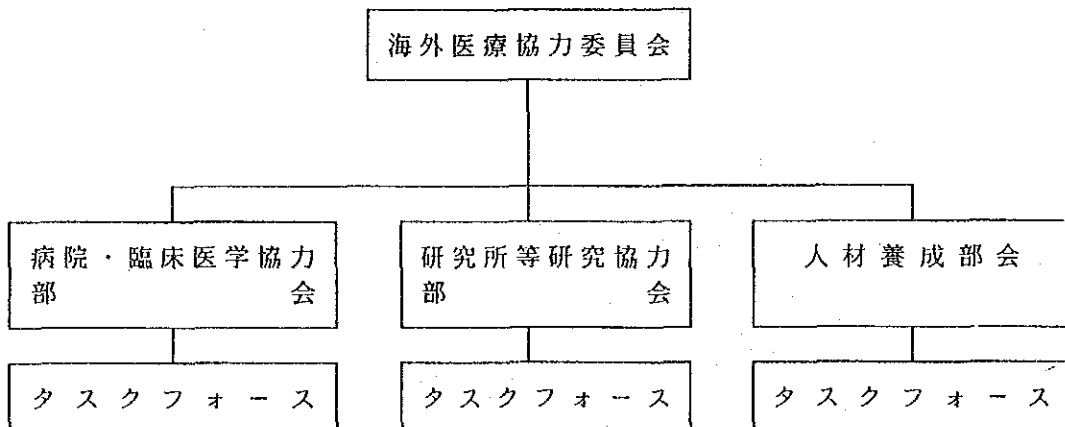 海外医療協力委員会
病院・臨床医学協力
部会
研究所等研究協力
部会
人材養成部会
タスクフォース
タスクフォース
タスクフォース